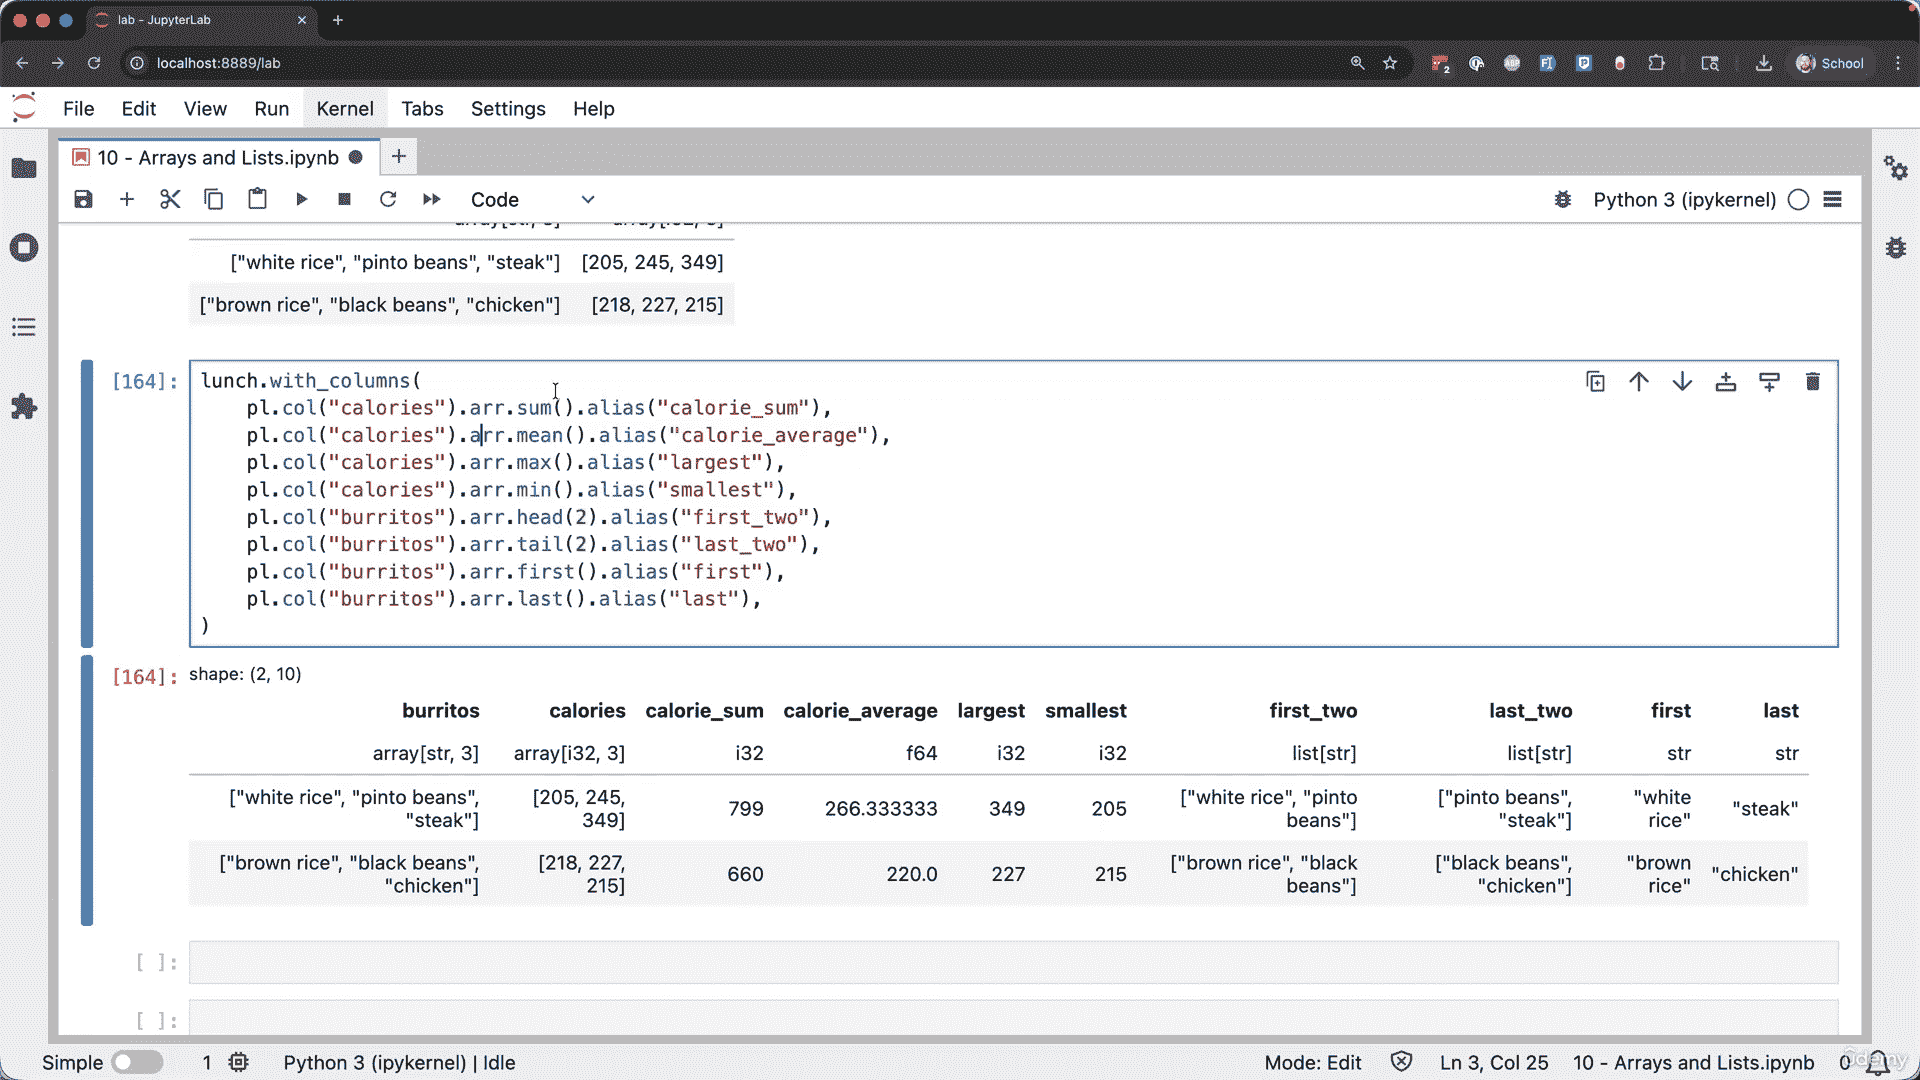 lab - JupyterLab
localhost:8889/lab
2
School
File Edit View Run Kernel Tabs Settings Help
10 - Arrays and Lists.ipynb
Code
Python 3 (ipykernel)
array[str, 3] array[i32, 3]
["white rice", "pinto beans", "steak"] [205, 245, 349]
["brown rice", "black beans", "chicken"] [218, 227, 215]
[164]: lunch.with_columns(
pl.col("calories").arr.sum().alias("calorie_sum"),
pl.col("calories").arr.mean().alias("calorie_average"),
pl.col("calories").arr.max().alias("largest"),
pl.col("calories").arr.min().alias("smallest"),
pl.col("burritos").arr.head(2).alias("first_two"),
pl.col("burritos").arr.tail(2).alias("last_two"),
pl.col("burritos").arr.first().alias("first"),
pl.col("burritos").arr.last().alias("last"),
)
[164]: shape: (2, 10)
burritos calories calorie_sum calorie_average largest smallest first_two last_two first last
array[str, 3] array[i32, 3] i32 f64 i32 i32 list[str] list[str] str str
["white rice", "pinto beans", "steak"] [205, 245, 349] 799 266.333333 349 205 ["white rice", "pinto beans"] ["pinto beans", "steak"] "white rice" "steak"
["brown rice", "black beans", "chicken"] [218, 227, 215] 660 220.0 227 215 ["brown rice", "black beans"] ["black beans", "chicken"] "brown rice" "chicken"
[ ]:
[ ]:
Simple 1 Python 3 (ipykernel) | Idle Mode: Edit Ln 3, Col 25 10 - Arrays and Lists.ipynb 0
Udemy